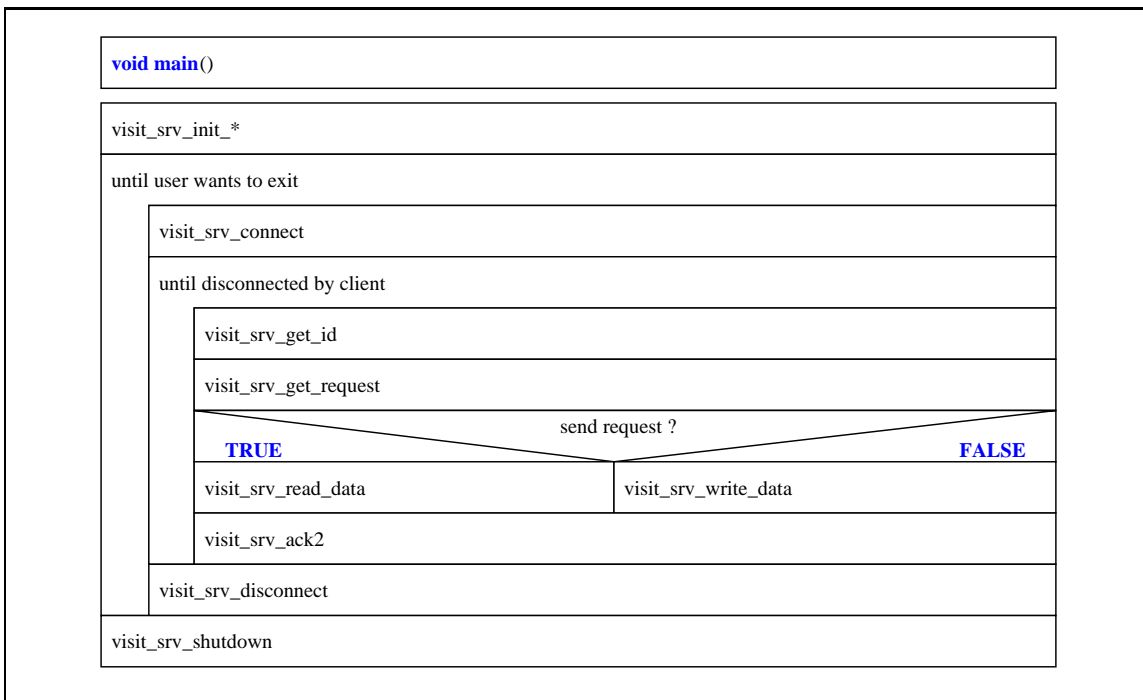 void main()
visit_srv_init_*
until user wants to exit
visit_srv_connect
until disconnected by client
visit_srv_get_id
visit_srv_get_request
send request ?
TRUE FALSE
visit_srv_read_data visit_srv_write_data
visit_srv_ack2
visit_srv_disconnect
visit_srv_shutdown